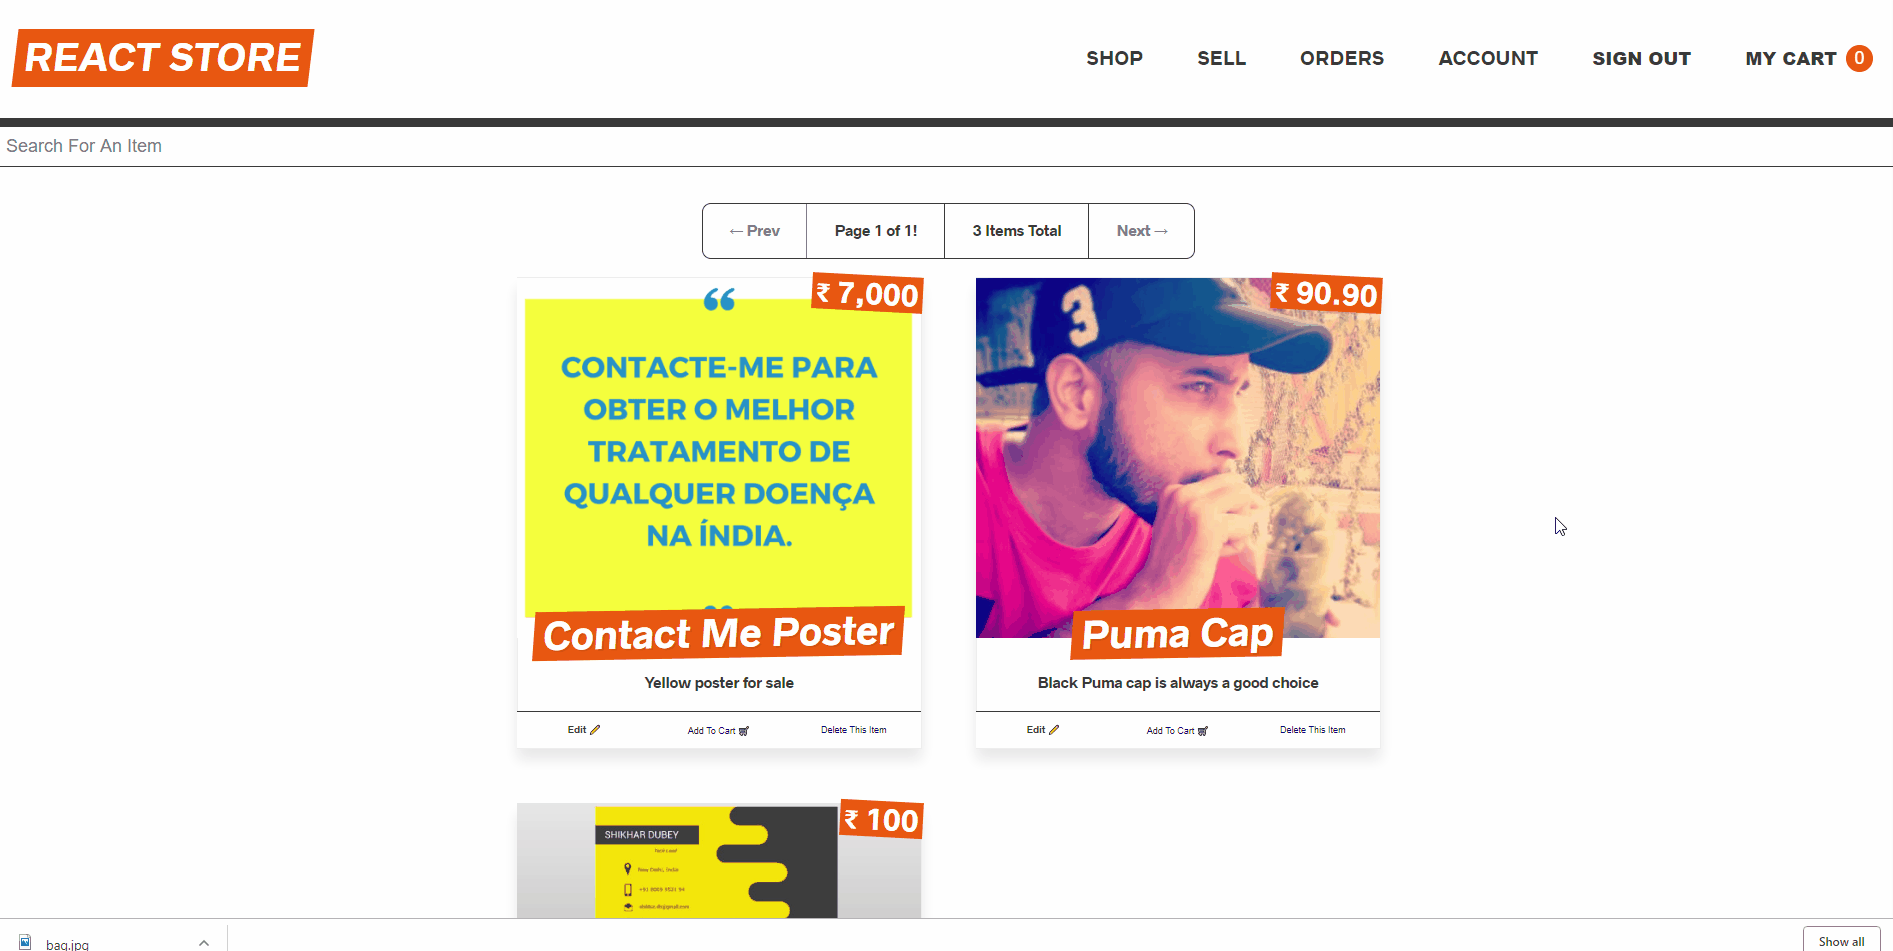 REACT STORE
SHOP SELL ORDERS ACCOUNT SIGN OUT MY CART 0
Search For An Item
← Prev Page 1 of 1! 3 Items Total Next →
₹ 7,000
“
CONTACTE-ME PARA
OBTER O MELHOR
TRATAMENTO DE
QUALQUER DOENÇA
NA ÍNDIA.
Contact Me Poster
Yellow poster for sale
Edit Add To Cart Delete This Item
₹ 90.90
3
Puma Cap
Black Puma cap is always a good choice
Edit Add To Cart Delete This Item
₹ 100
SHIKHAR DUBEY
New Delhi, India
bag.jpg
Show all